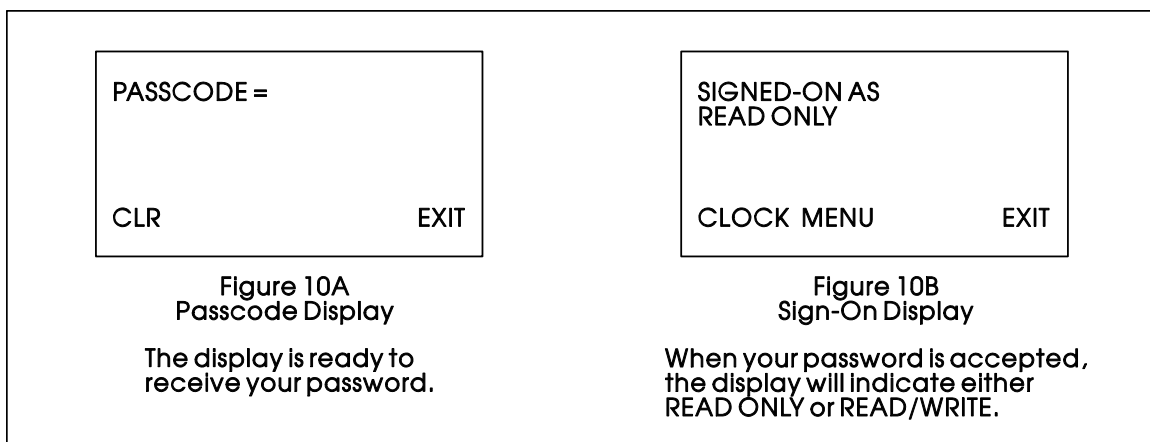 PASSCODE =
CLR EXIT
Figure 10A
Passcode Display
The display is ready to
receive your password.
SIGNED-ON AS
READ ONLY
CLOCK MENU EXIT
Figure 10B
Sign-On Display
When your password is accepted,
the display will indicate either
READ ONLY or READ/WRITE.